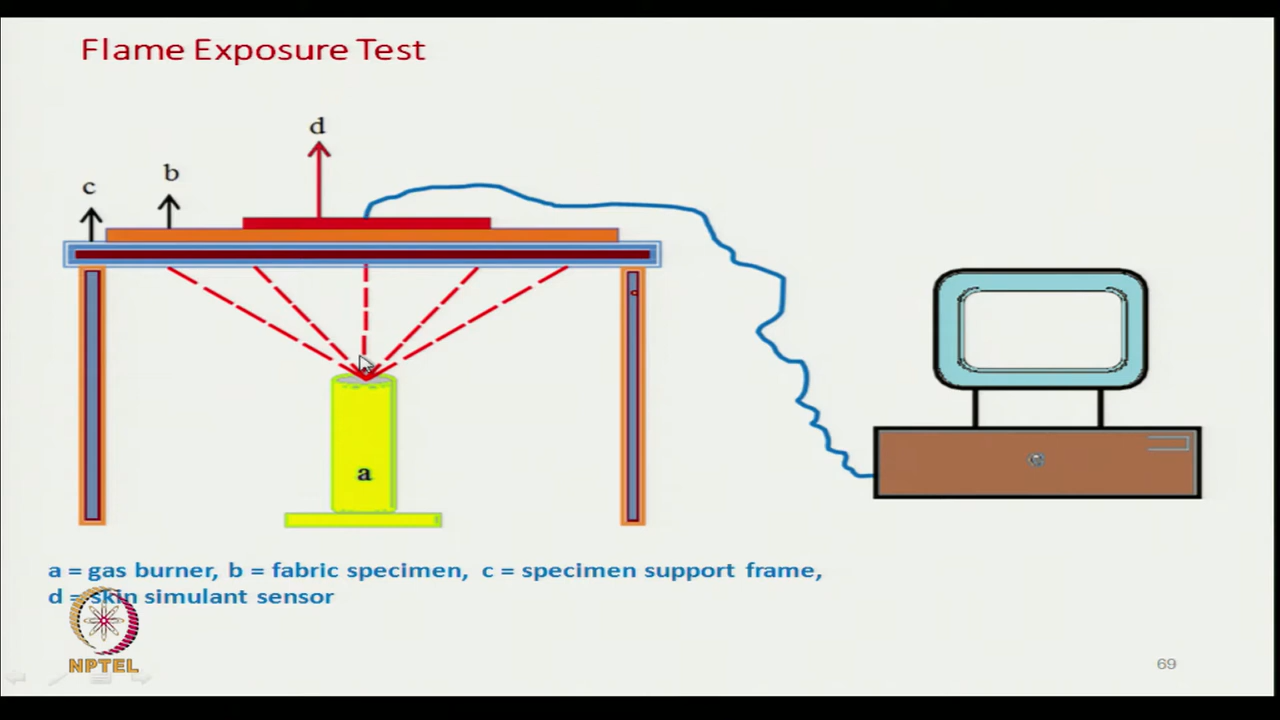 Flame Exposure Test
d
b
c
a
a = gas burner, b = fabric specimen, c = specimen support frame,
d = skin simulant sensor
NPTEL
69